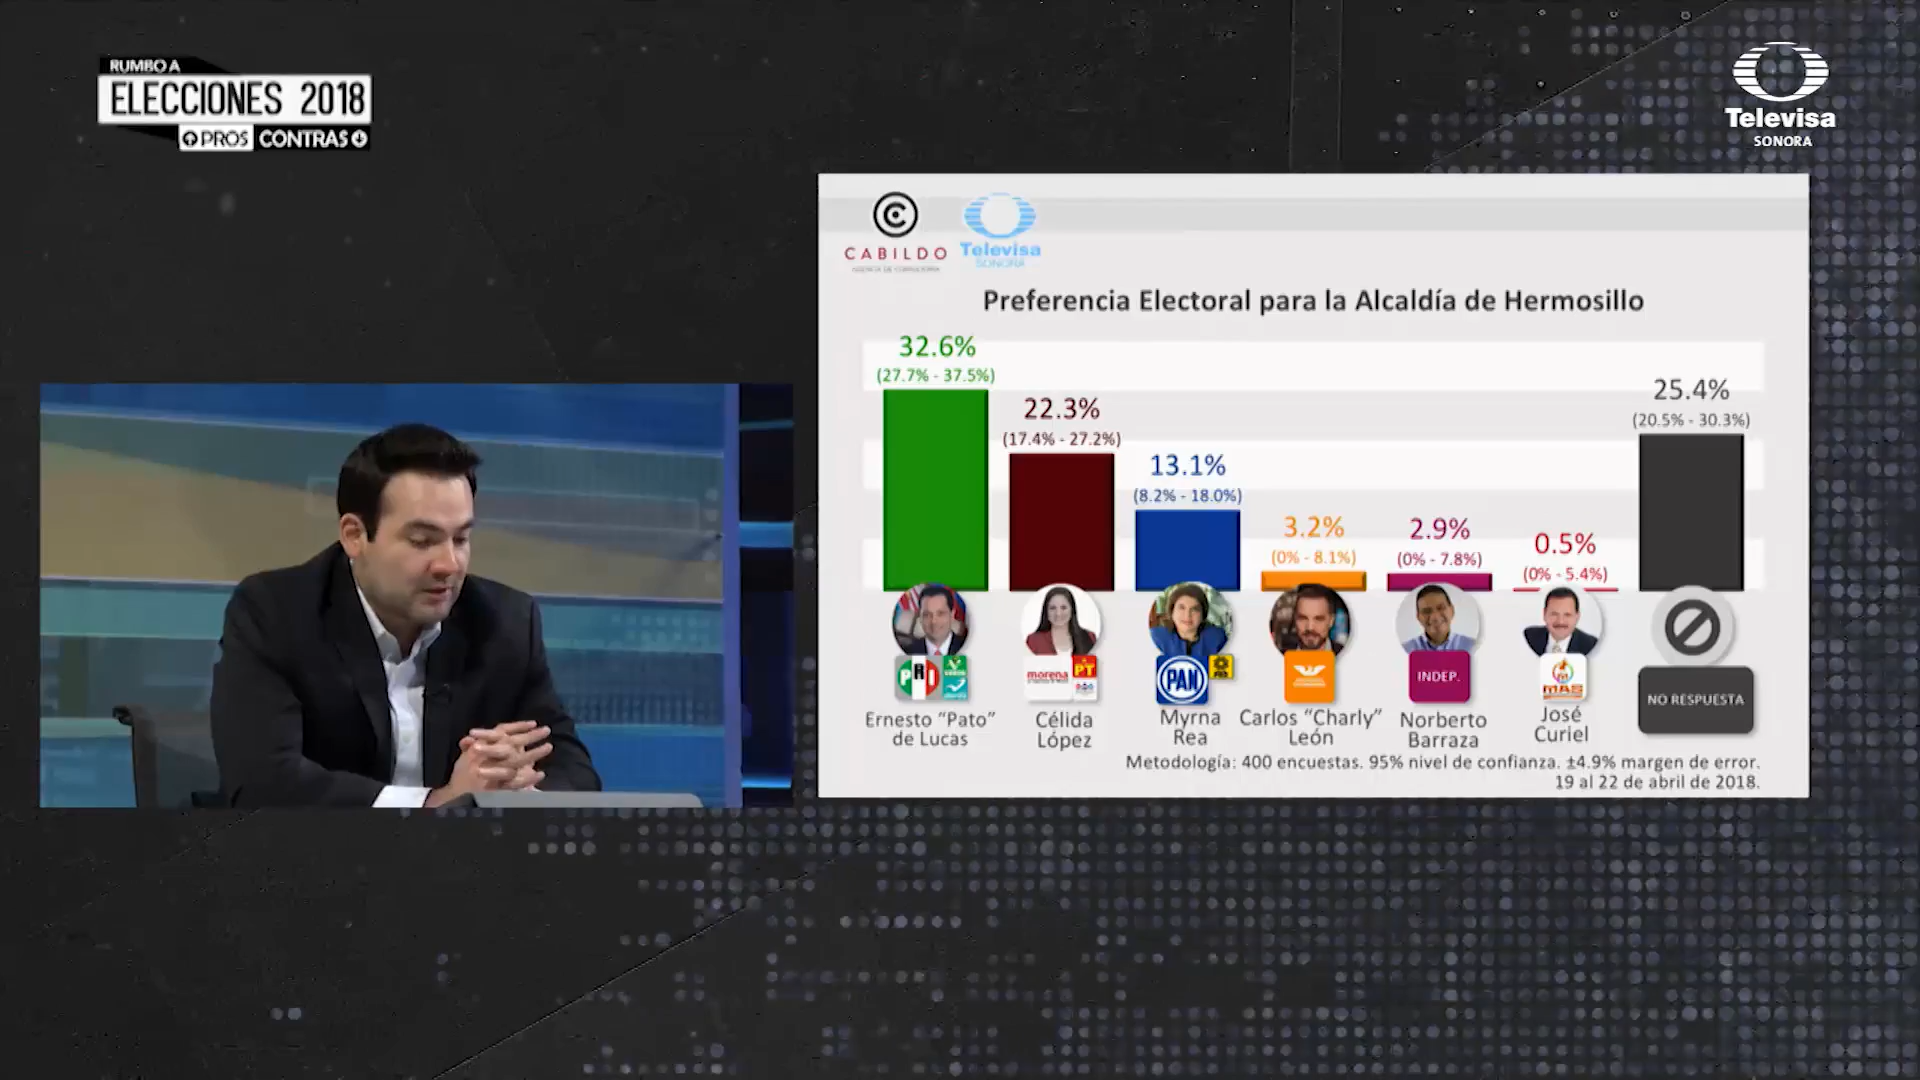 RUMBO A
ELECCIONES 2018
PROS CONTRAS
Televisa
SONORA
CABILDO
Televisa
SONORA
Preferencia Electoral para la Alcaldía de Hermosillo
32.6%
(27.7% - 37.5%)
22.3%
(17.4% - 27.2%)
13.1%
(8.2% - 18.0%)
3.2%
(0% - 8.1%)
2.9%
(0% - 7.8%)
0.5%
(0% - 5.4%)
25.4%
(20.5% - 30.3%)
PRI
VERDE
morena
PT
PAN
PRD
INDEP.
MAS
NO RESPUESTA
Ernesto “Pato”
de Lucas
Célida
López
Myrna
Rea
Carlos “Charly”
León
Norberto
Barraza
José
Curiel
Metodología: 400 encuestas. 95% nivel de confianza. ±4.9% margen de error.
19 al 22 de abril de 2018.